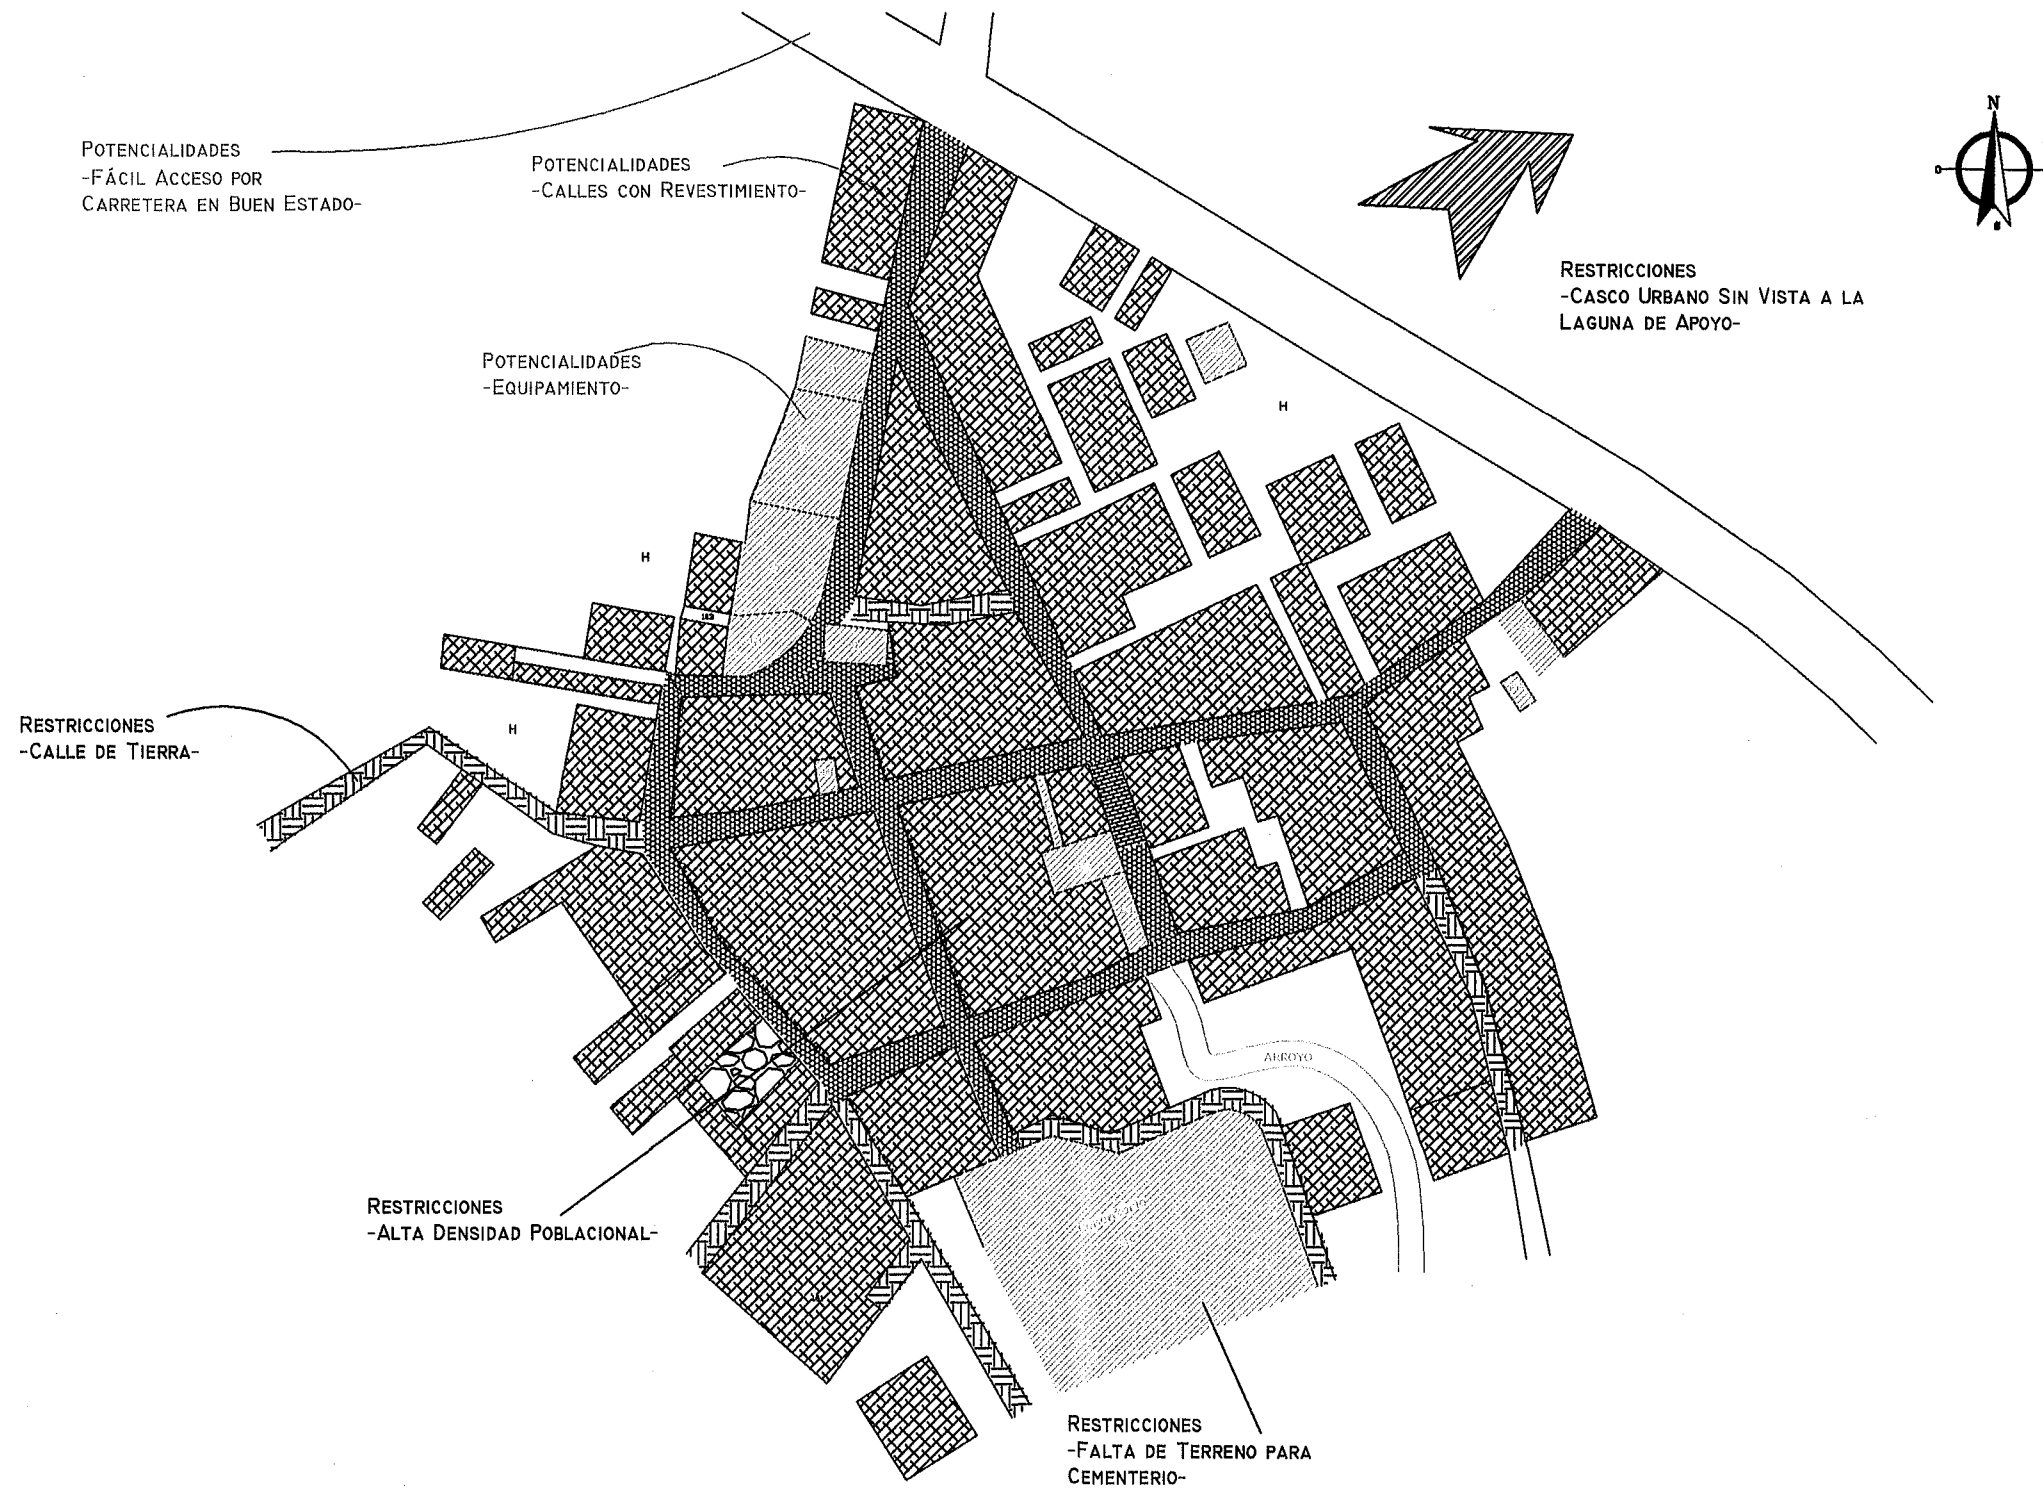 N
O
S
POTENCIALIDADES
-FÁCIL ACCESO POR
CARRETERA EN BUEN ESTADO-
POTENCIALIDADES
-CALLES CON REVESTIMIENTO-
RESTRICCIONES
-CASCO URBANO SIN VISTA A LA
LAGUNA DE APOYO-
POTENCIALIDADES
-EQUIPAMIENTO-
H
H
RESTRICCIONES
-CALLE DE TIERRA-
H
ARROYO
RESTRICCIONES
-ALTA DENSIDAD POBLACIONAL-
RESTRICCIONES
-FALTA DE TERRENO PARA
CEMENTERIO-